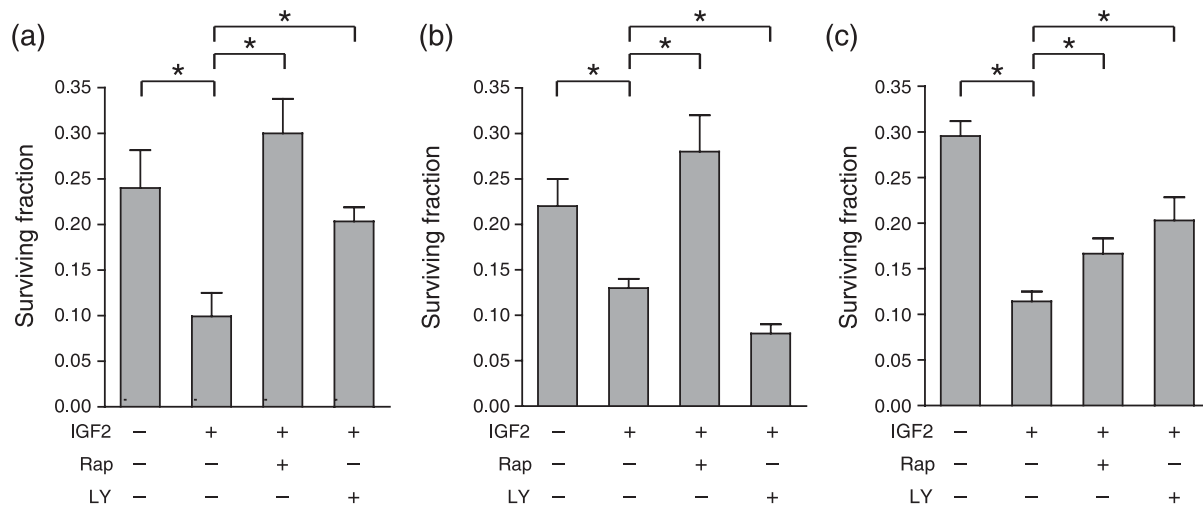 (a)
* * *
Surviving fraction
0.35
0.30
0.25
0.20
0.15
0.10
0.05
0.00
IGF2 – + + +
Rap – – + –
LY – – – +
(b)
* * *
Surviving fraction
0.35
0.30
0.25
0.20
0.15
0.10
0.05
0.00
IGF2 – + + +
Rap – – + –
LY – – – +
(c)
* * *
Surviving fraction
0.35
0.30
0.25
0.20
0.15
0.10
0.05
0.00
IGF2 – + + +
Rap – – + –
LY – – – +